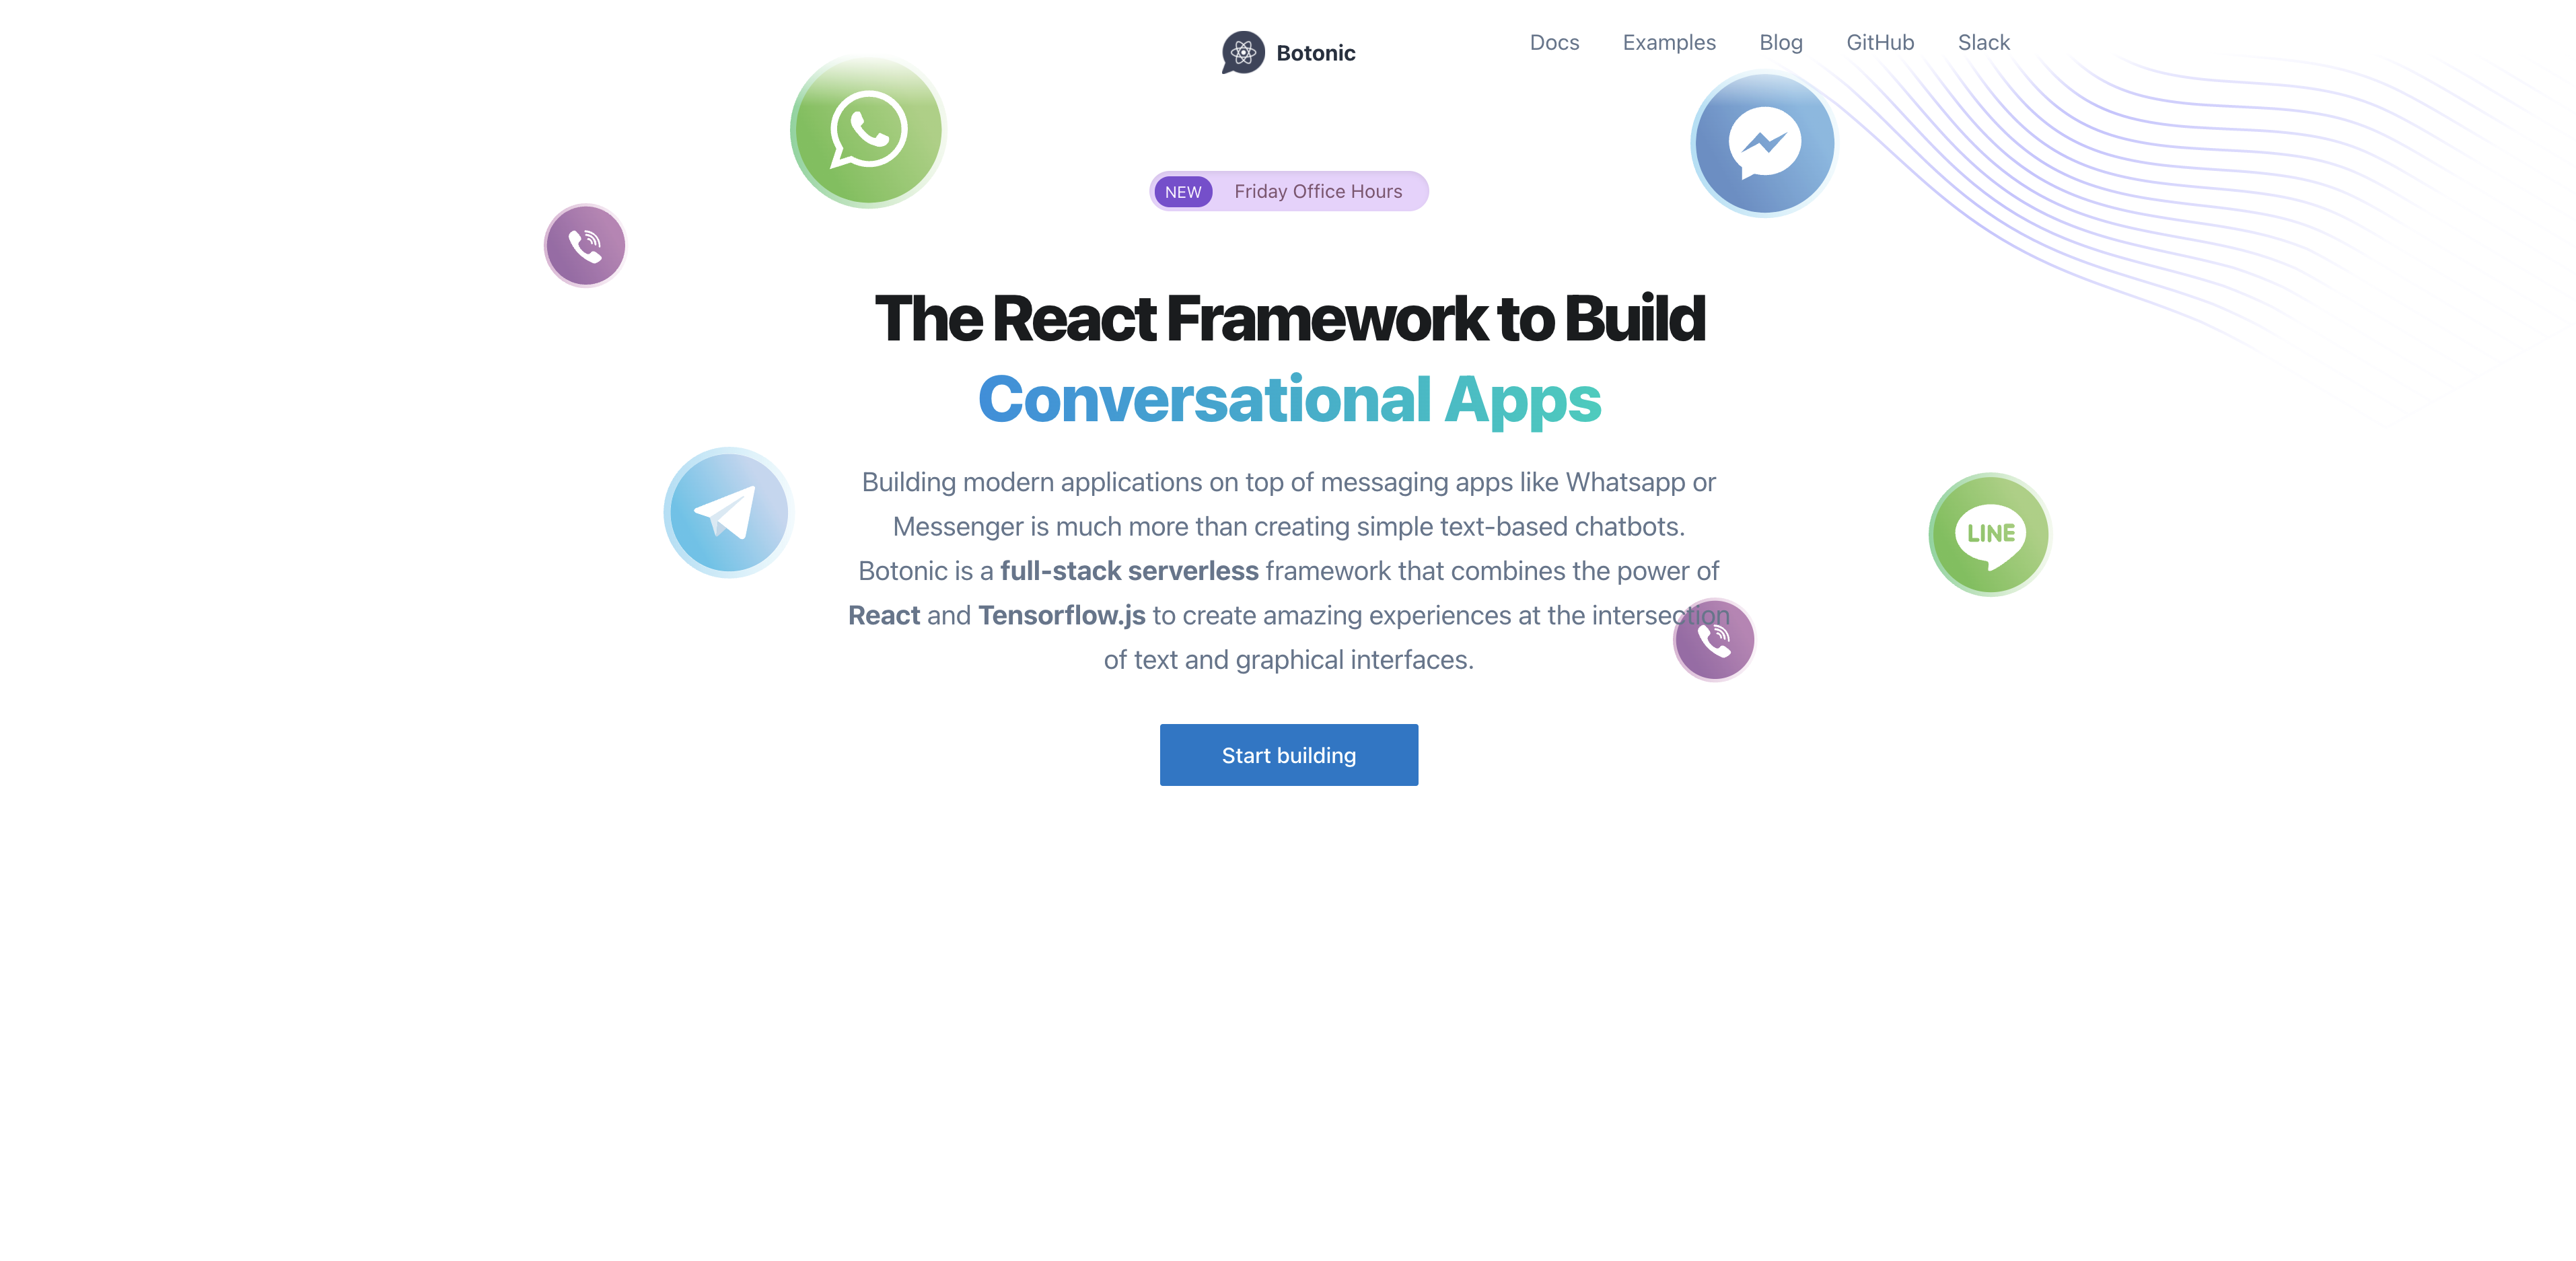 Botonic
Docs
Examples
Blog
GitHub
Slack
NEW Friday Office Hours
The React Framework to Build
Conversational Apps
Building modern applications on top of messaging apps like Whatsapp or
Messenger is much more than creating simple text-based chatbots.
Botonic is a full-stack serverless framework that combines the power of
React and Tensorflow.js to create amazing experiences at the intersection
of text and graphical interfaces.
LINE
Start building